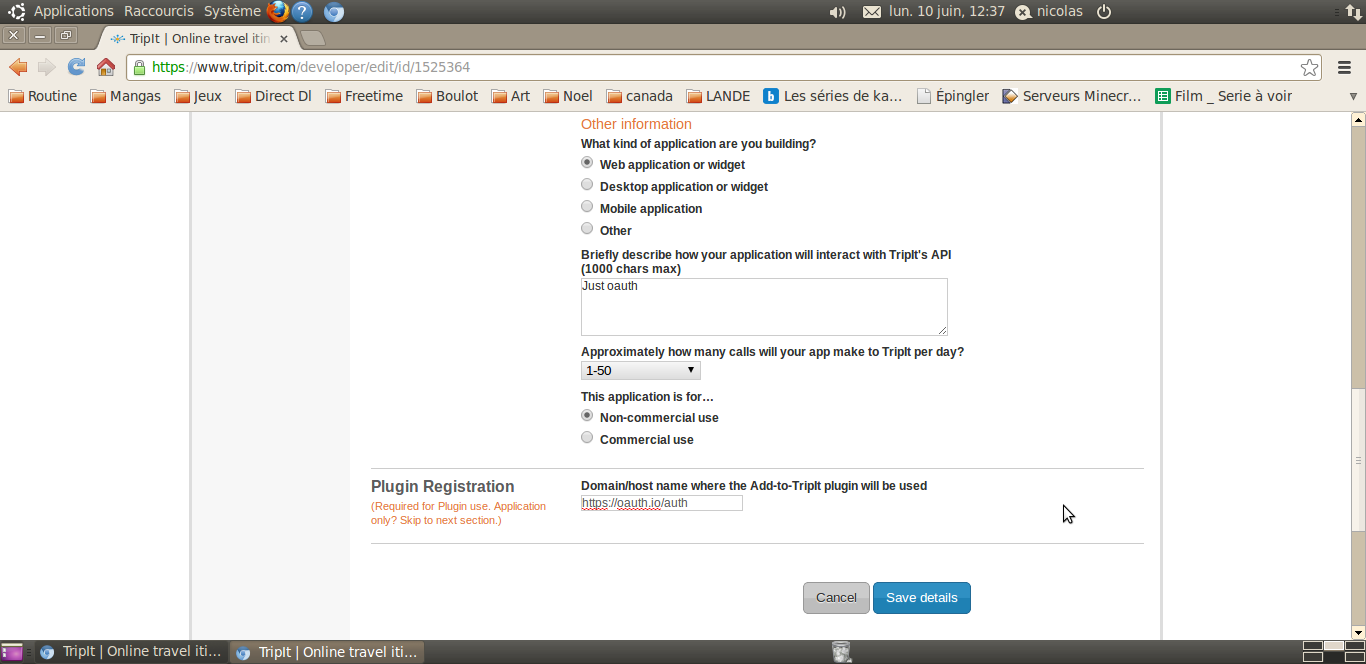 Applications Raccourcis Système lun. 10 juin, 12:37 nicolas
TripIt | Online travel itin
https://www.tripit.com/developer/edit/id/1525364
Routine Mangas Jeux Direct Dl Freetime Boulot Art Noel canada LANDE Les séries de ka... Épingler Serveurs Minecr... Film _ Serie à voir
Other information
What kind of application are you building?
Web application or widget
Desktop application or widget
Mobile application
Other
Briefly describe how your application will interact with TripIt's API
(1000 chars max)
Just oauth
Approximately how many calls will your app make to TripIt per day?
1-50
This application is for…
Non-commercial use
Commercial use
Plugin Registration
(Required for Plugin use. Application
only? Skip to next section.)
Domain/host name where the Add-to-TripIt plugin will be used
https://oauth.io/auth
Cancel Save details
TripIt | Online travel iti... TripIt | Online travel iti...